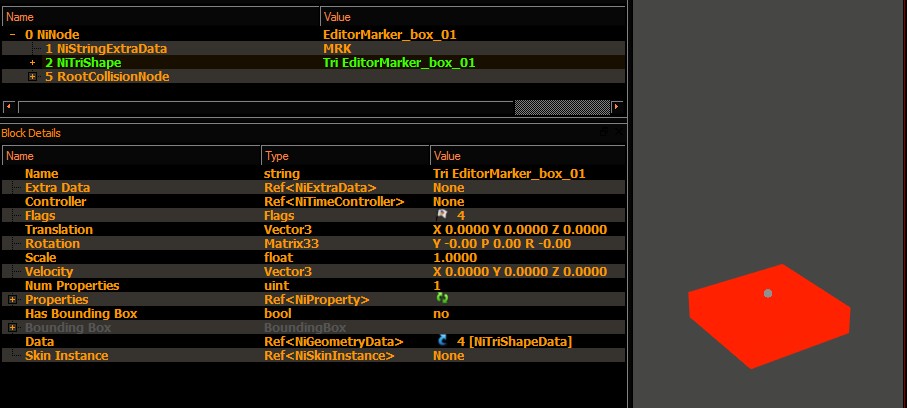 Name Value
0 NiNode EditorMarker_box_01
1 NiStringExtraData MRK
2 NiTriShape Tri EditorMarker_box_01
5 RootCollisionNode
Block Details
Name Type Value
Name string Tri EditorMarker_box_01
Extra Data Ref<NiExtraData> None
Controller Ref<NiTimeController> None
Flags Flags 4
Translation Vector3 X 0.0000 Y 0.0000 Z 0.0000
Rotation Matrix33 Y -0.00 P 0.00 R -0.00
Scale float 1.0000
Velocity Vector3 X 0.0000 Y 0.0000 Z 0.0000
Num Properties uint 1
Properties Ref<NiProperty>
Has Bounding Box bool no
Bounding Box BoundingBox
Data Ref<NiGeometryData> 4 [NiTriShapeData]
Skin Instance Ref<NiSkinInstance> None